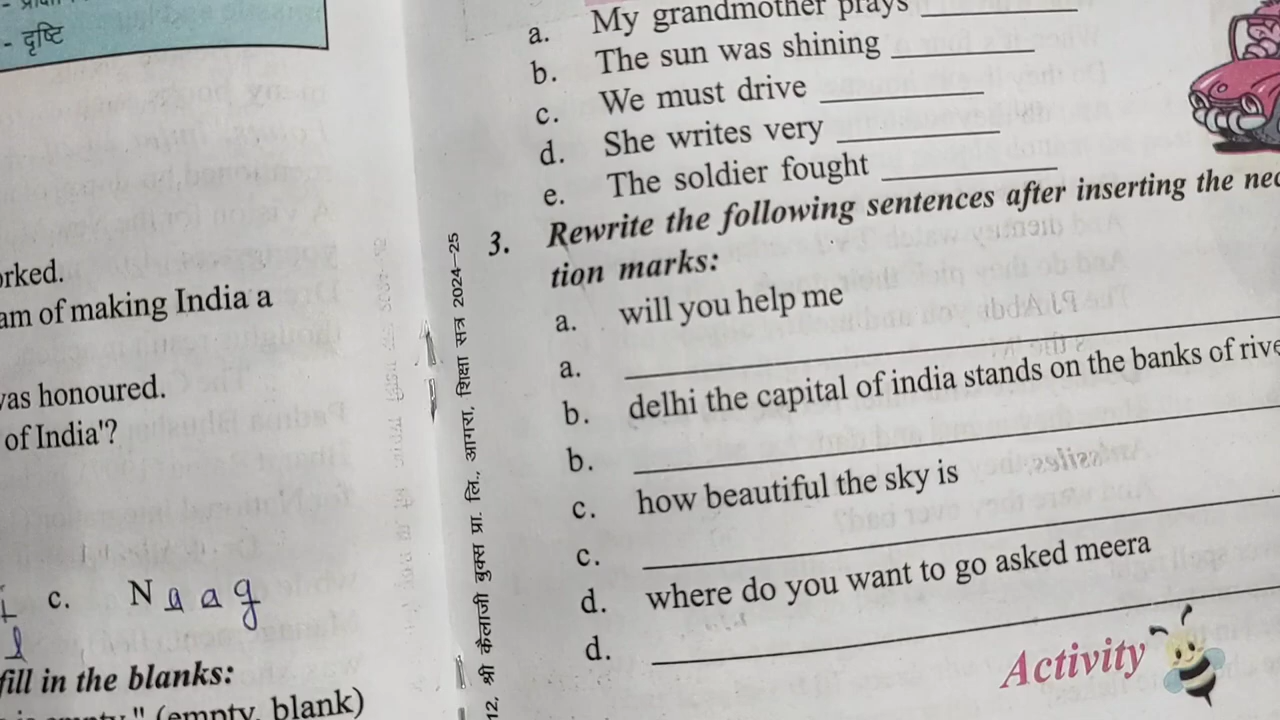 - दृष्टि
orked.
am of making India a
was honoured.
of India'?
c. N a a g
fill in the blanks:
(empty, blank)
12, श्री कैलाजी बुक्स प्रा. लि., आगरा, शिक्षा सत्र 2024–25
a. My grandmother prays
b. The sun was shining
c. We must drive
d. She writes very
e. The soldier fought
3. Rewrite the following sentences after inserting the nec
tion marks:
a. will you help me
a.
b. delhi the capital of india stands on the banks of rive
b.
c. how beautiful the sky is
c.
d. where do you want to go asked meera
d.
Activity